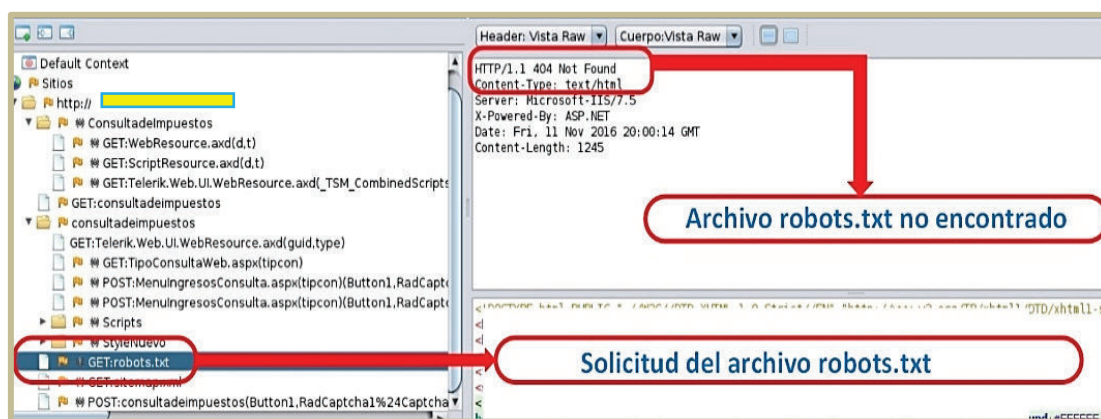 Default Context
Sitios
http://
ConsultadeImpuestos
GET:WebResource.axd(d,t)
GET:ScriptResource.axd(d,t)
GET:Telerik.Web.UI.WebResource.axd(_TSM_CombinedScripts
GET:consultadeimpuestos
consultadeimpuestos
GET:Telerik.Web.UI.WebResource.axd(guid,type)
GET:TipoConsultaWeb.aspx(tipcon)
POST:MenuIngresosConsulta.aspx(tipcon)(Button1,RadCaptc
POST:MenuIngresosConsulta.aspx(tipcon)(Button1,RadCaptc
Scripts
StyleNuevo
GET:robots.txt
GET:sitemap.xml
POST:consultadeimpuestos(Button1,RadCaptcha1%24Captcha
Header: Vista Raw
Cuerpo:Vista Raw
HTTP/1.1 404 Not Found
Content-Type: text/html
Server: Microsoft-IIS/7.5
X-Powered-By: ASP.NET
Date: Fri, 11 Nov 2016 20:00:14 GMT
Content-Length: 1245
Archivo robots.txt no encontrado
Solicitud del archivo robots.txt